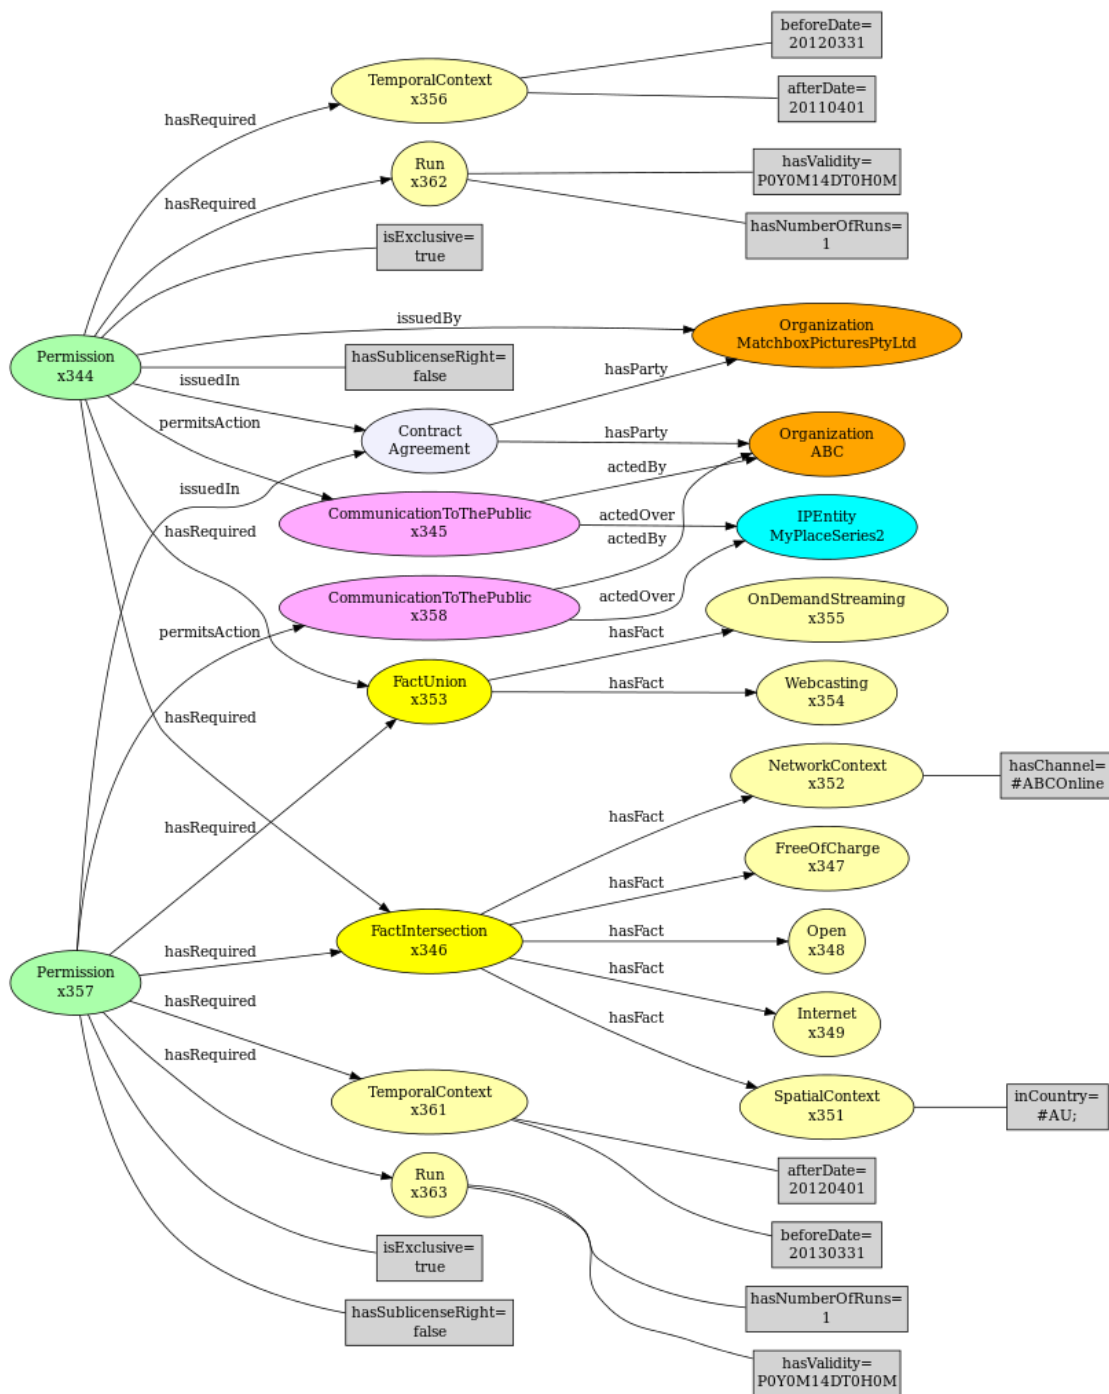 beforeDate=
20120331
TemporalContext
x356
afterDate=
20110401
hasRequired
Run
x362
hasValidity=
P0Y0M14DT0H0M
hasRequired
hasNumberOfRuns=
1
isExclusive=
true
issuedBy
Organization
MatchboxPicturesPtyLtd
Permission
x344
hasSublicenseRight=
false
hasParty
issuedIn
permitsAction
Contract
Agreement
hasParty
Organization
ABC
actedBy
issuedIn
CommunicationToThePublic
x345
actedOver
actedBy
IPEntity
MyPlaceSeries2
hasRequired
CommunicationToThePublic
x358
actedOver
OnDemandStreaming
x355
permitsAction
hasFact
FactUnion
x353
hasFact
Webcasting
x354
hasRequired
NetworkContext
x352
hasChannel=
#ABCOnline
hasRequired
hasFact
FreeOfCharge
x347
hasFact
FactIntersection
x346
hasFact
Open
x348
hasRequired
Permission
x357
hasFact
hasRequired
Internet
x349
hasFact
hasRequired
TemporalContext
x361
SpatialContext
x351
inCountry=
#AU;
Run
x363
afterDate=
20120401
isExclusive=
true
beforeDate=
20130331
hasSublicenseRight=
false
hasNumberOfRuns=
1
hasValidity=
P0Y0M14DT0H0M